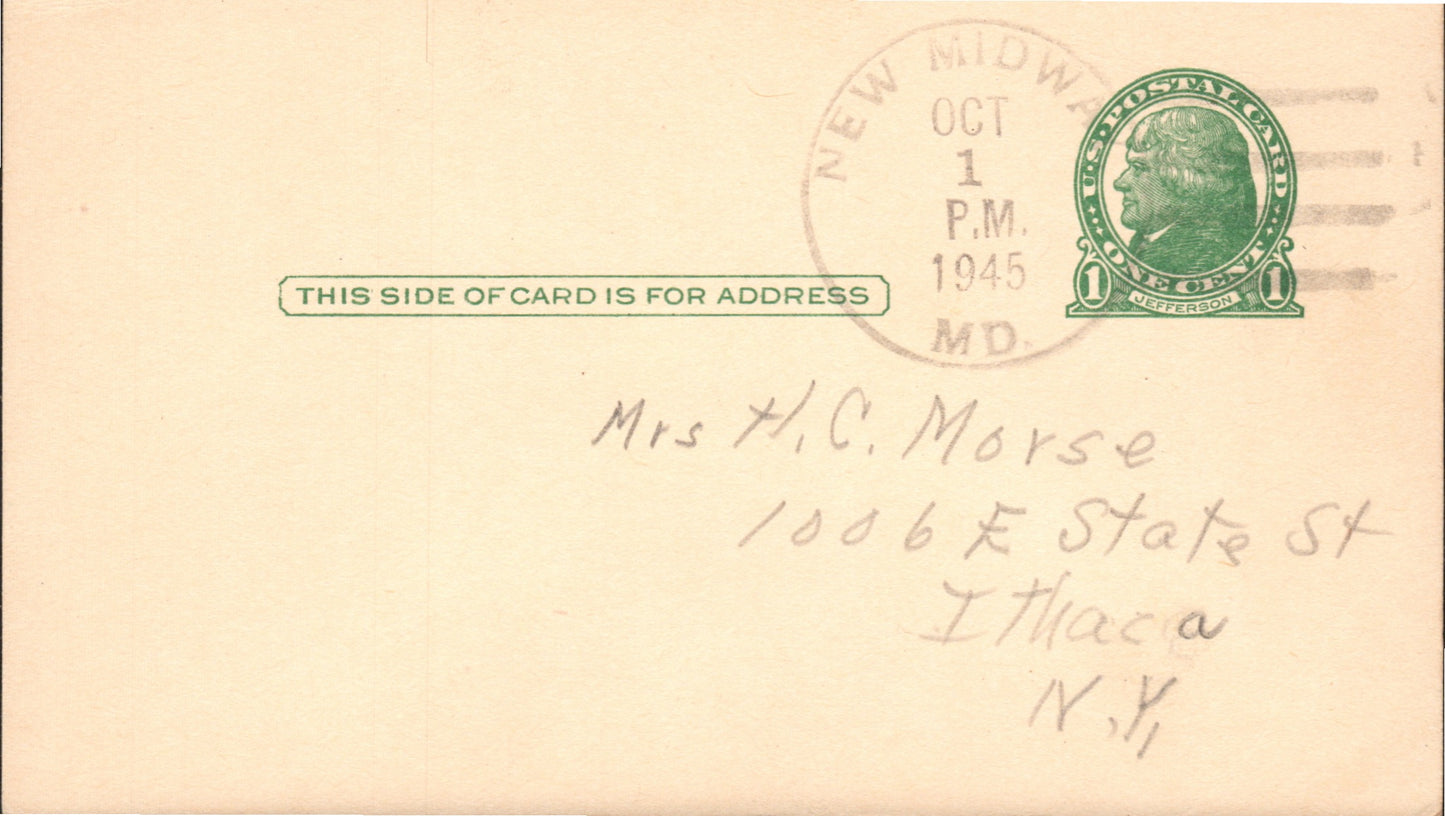 NEW MIDWAY
OCT
1
P.M.
1945
MD.
U.S. POSTAL CARD
ONE CENT
1 1
JEFFERSON
THIS SIDE OF CARD IS FOR ADDRESS
Mrs H. C. Morse
1006 E State St
Ithaca
N.Y.